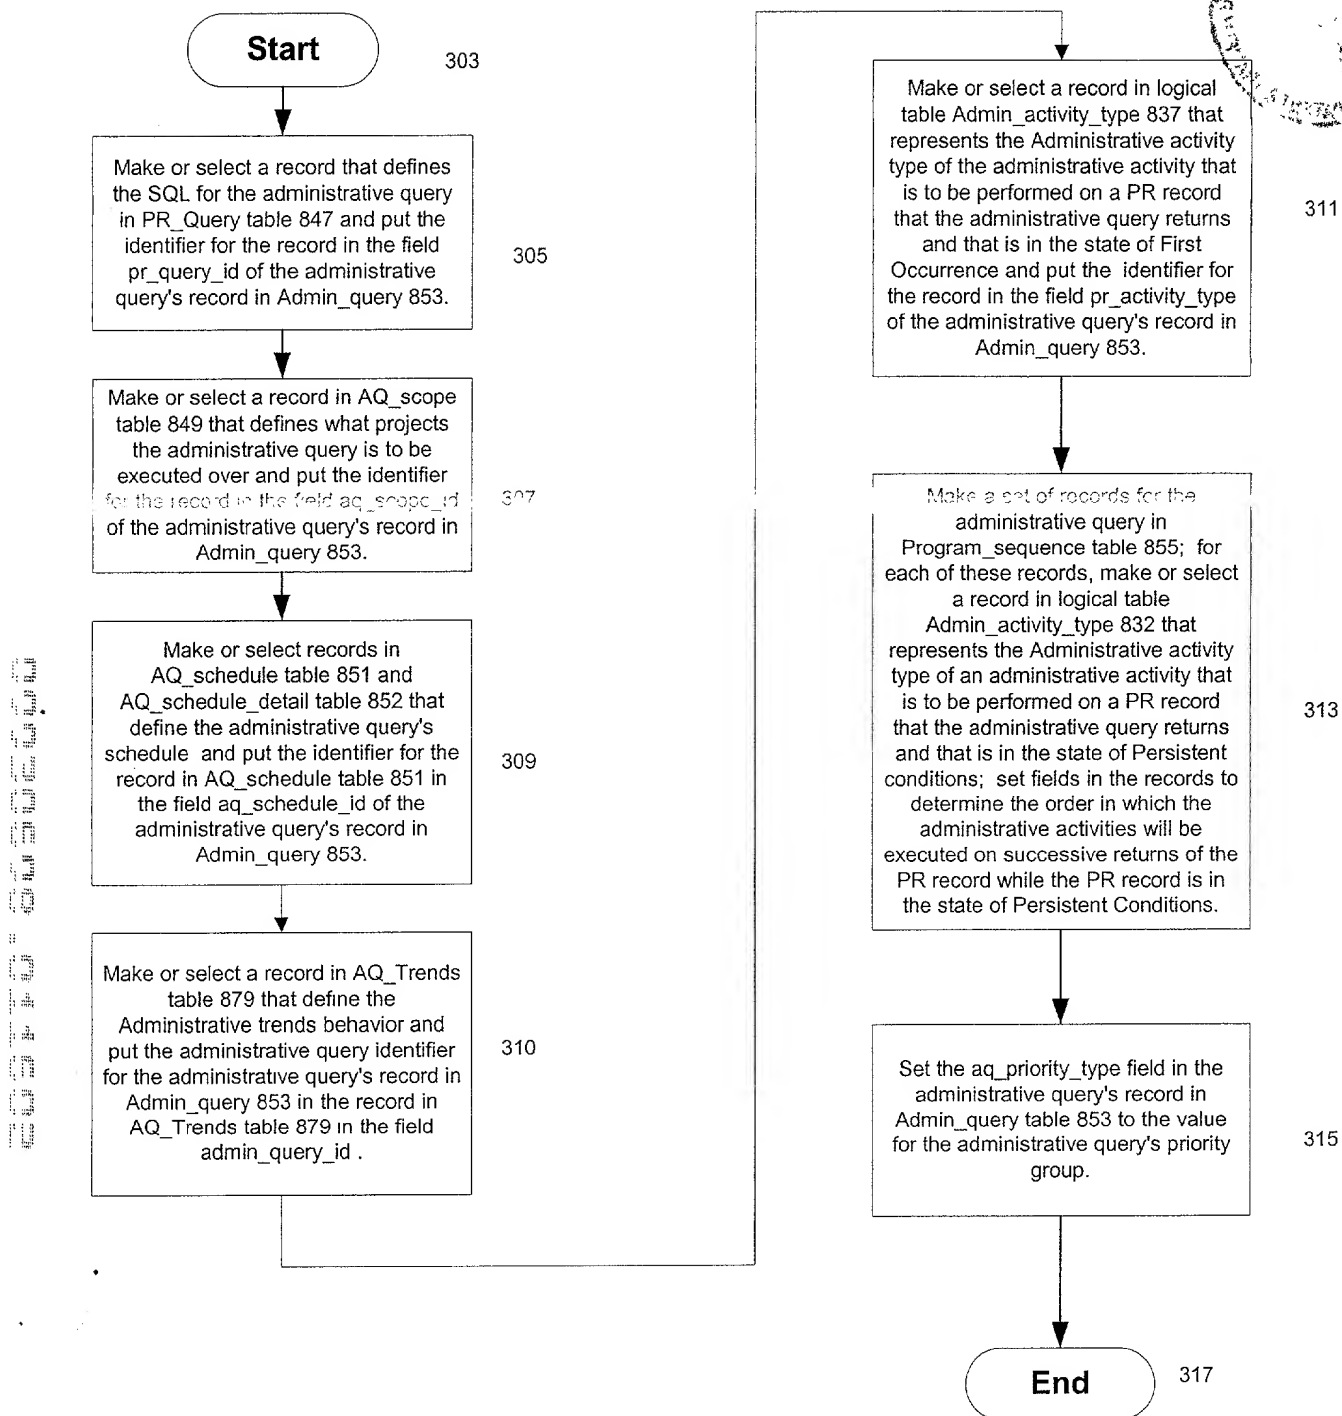 Start
303
Make or select a record that defines
the SQL for the administrative query
in PR_Query table 847 and put the
identifier for the record in the field
pr_query_id of the administrative
query's record in Admin_query 853.
305
Make or select a record in AQ_scope
table 849 that defines what projects
the administrative query is to be
executed over and put the identifier
for the record in the field aq_scope_id
of the administrative query's record in
Admin_query 853.
307
Make or select records in
AQ_schedule table 851 and
AQ_schedule_detail table 852 that
define the administrative query's
schedule and put the identifier for the
record in AQ_schedule table 851 in
the field aq_schedule_id of the
administrative query's record in
Admin_query 853.
309
Make or select a record in AQ_Trends
table 879 that define the
Administrative trends behavior and
put the administrative query identifier
for the administrative query's record in
Admin_query 853 in the record in
AQ_Trends table 879 in the field
admin_query_id .
310
Make or select a record in logical
table Admin_activity_type 837 that
represents the Administrative activity
type of the administrative activity that
is to be performed on a PR record
that the administrative query returns
and that is in the state of First
Occurrence and put the identifier for
the record in the field pr_activity_type
of the administrative query's record in
Admin_query 853.
311
Make a set of records for the
administrative query in
Program_sequence table 855; for
each of these records, make or select
a record in logical table
Admin_activity_type 832 that
represents the Administrative activity
type of an administrative activity that
is to be performed on a PR record
that the administrative query returns
and that is in the state of Persistent
conditions; set fields in the records to
determine the order in which the
administrative activities will be
executed on successive returns of the
PR record while the PR record is in
the state of Persistent Conditions.
313
Set the aq_priority_type field in the
administrative query's record in
Admin_query table 853 to the value
for the administrative query's priority
group.
315
End
317